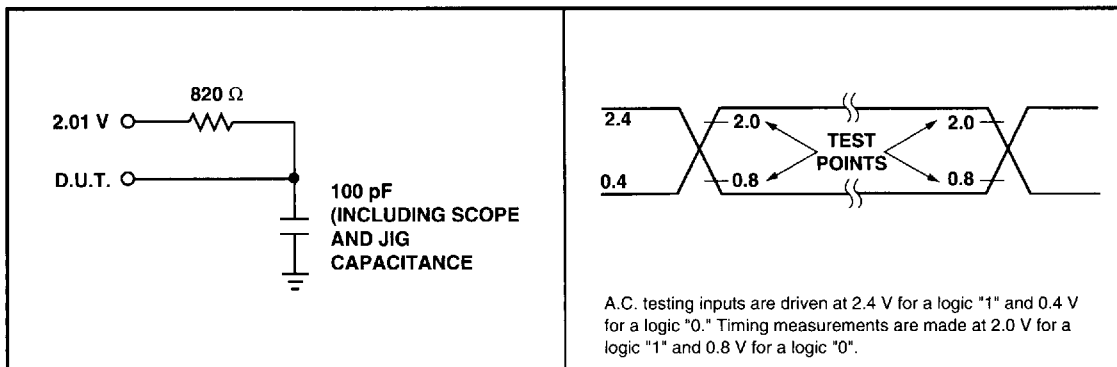 820 Ω
2.01 V
D.U.T.
100 pF
(INCLUDING SCOPE
AND JIG
CAPACITANCE
2.4
2.0
2.0
TEST
POINTS
0.4
0.8
0.8
A.C. testing inputs are driven at 2.4 V for a logic "1" and 0.4 V
for a logic "0." Timing measurements are made at 2.0 V for a
logic "1" and 0.8 V for a logic "0".